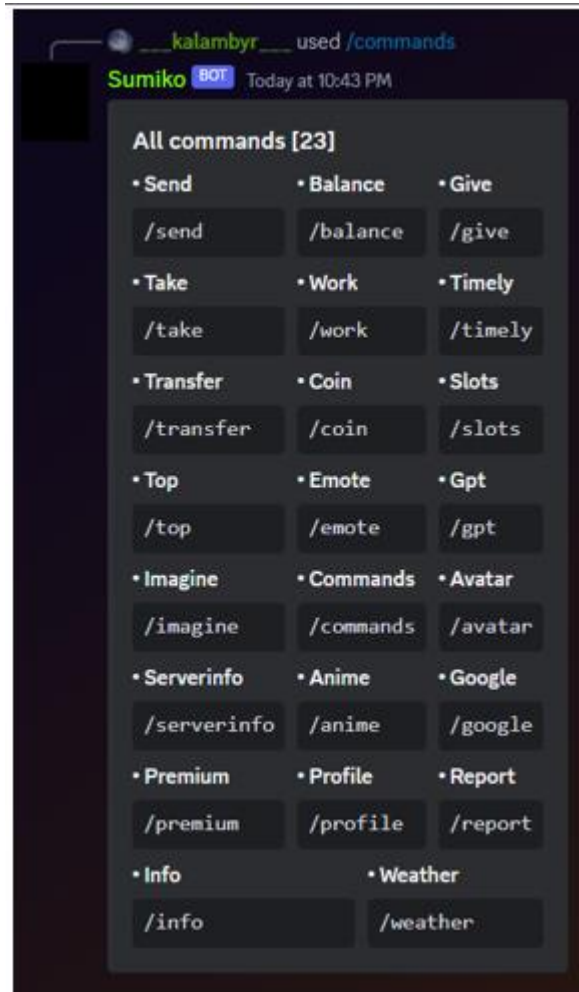 ___kalambyr___ used /commands
Sumiko BOT Today at 10:43 PM
All commands [23]
• Send • Balance • Give
/send /balance /give
• Take • Work • Timely
/take /work /timely
• Transfer • Coin • Slots
/transfer /coin /slots
• Top • Emote • Gpt
/top /emote /gpt
• Imagine • Commands • Avatar
/imagine /commands /avatar
• Serverinfo • Anime • Google
/serverinfo /anime /google
• Premium • Profile • Report
/premium /profile /report
• Info • Weather
/info /weather